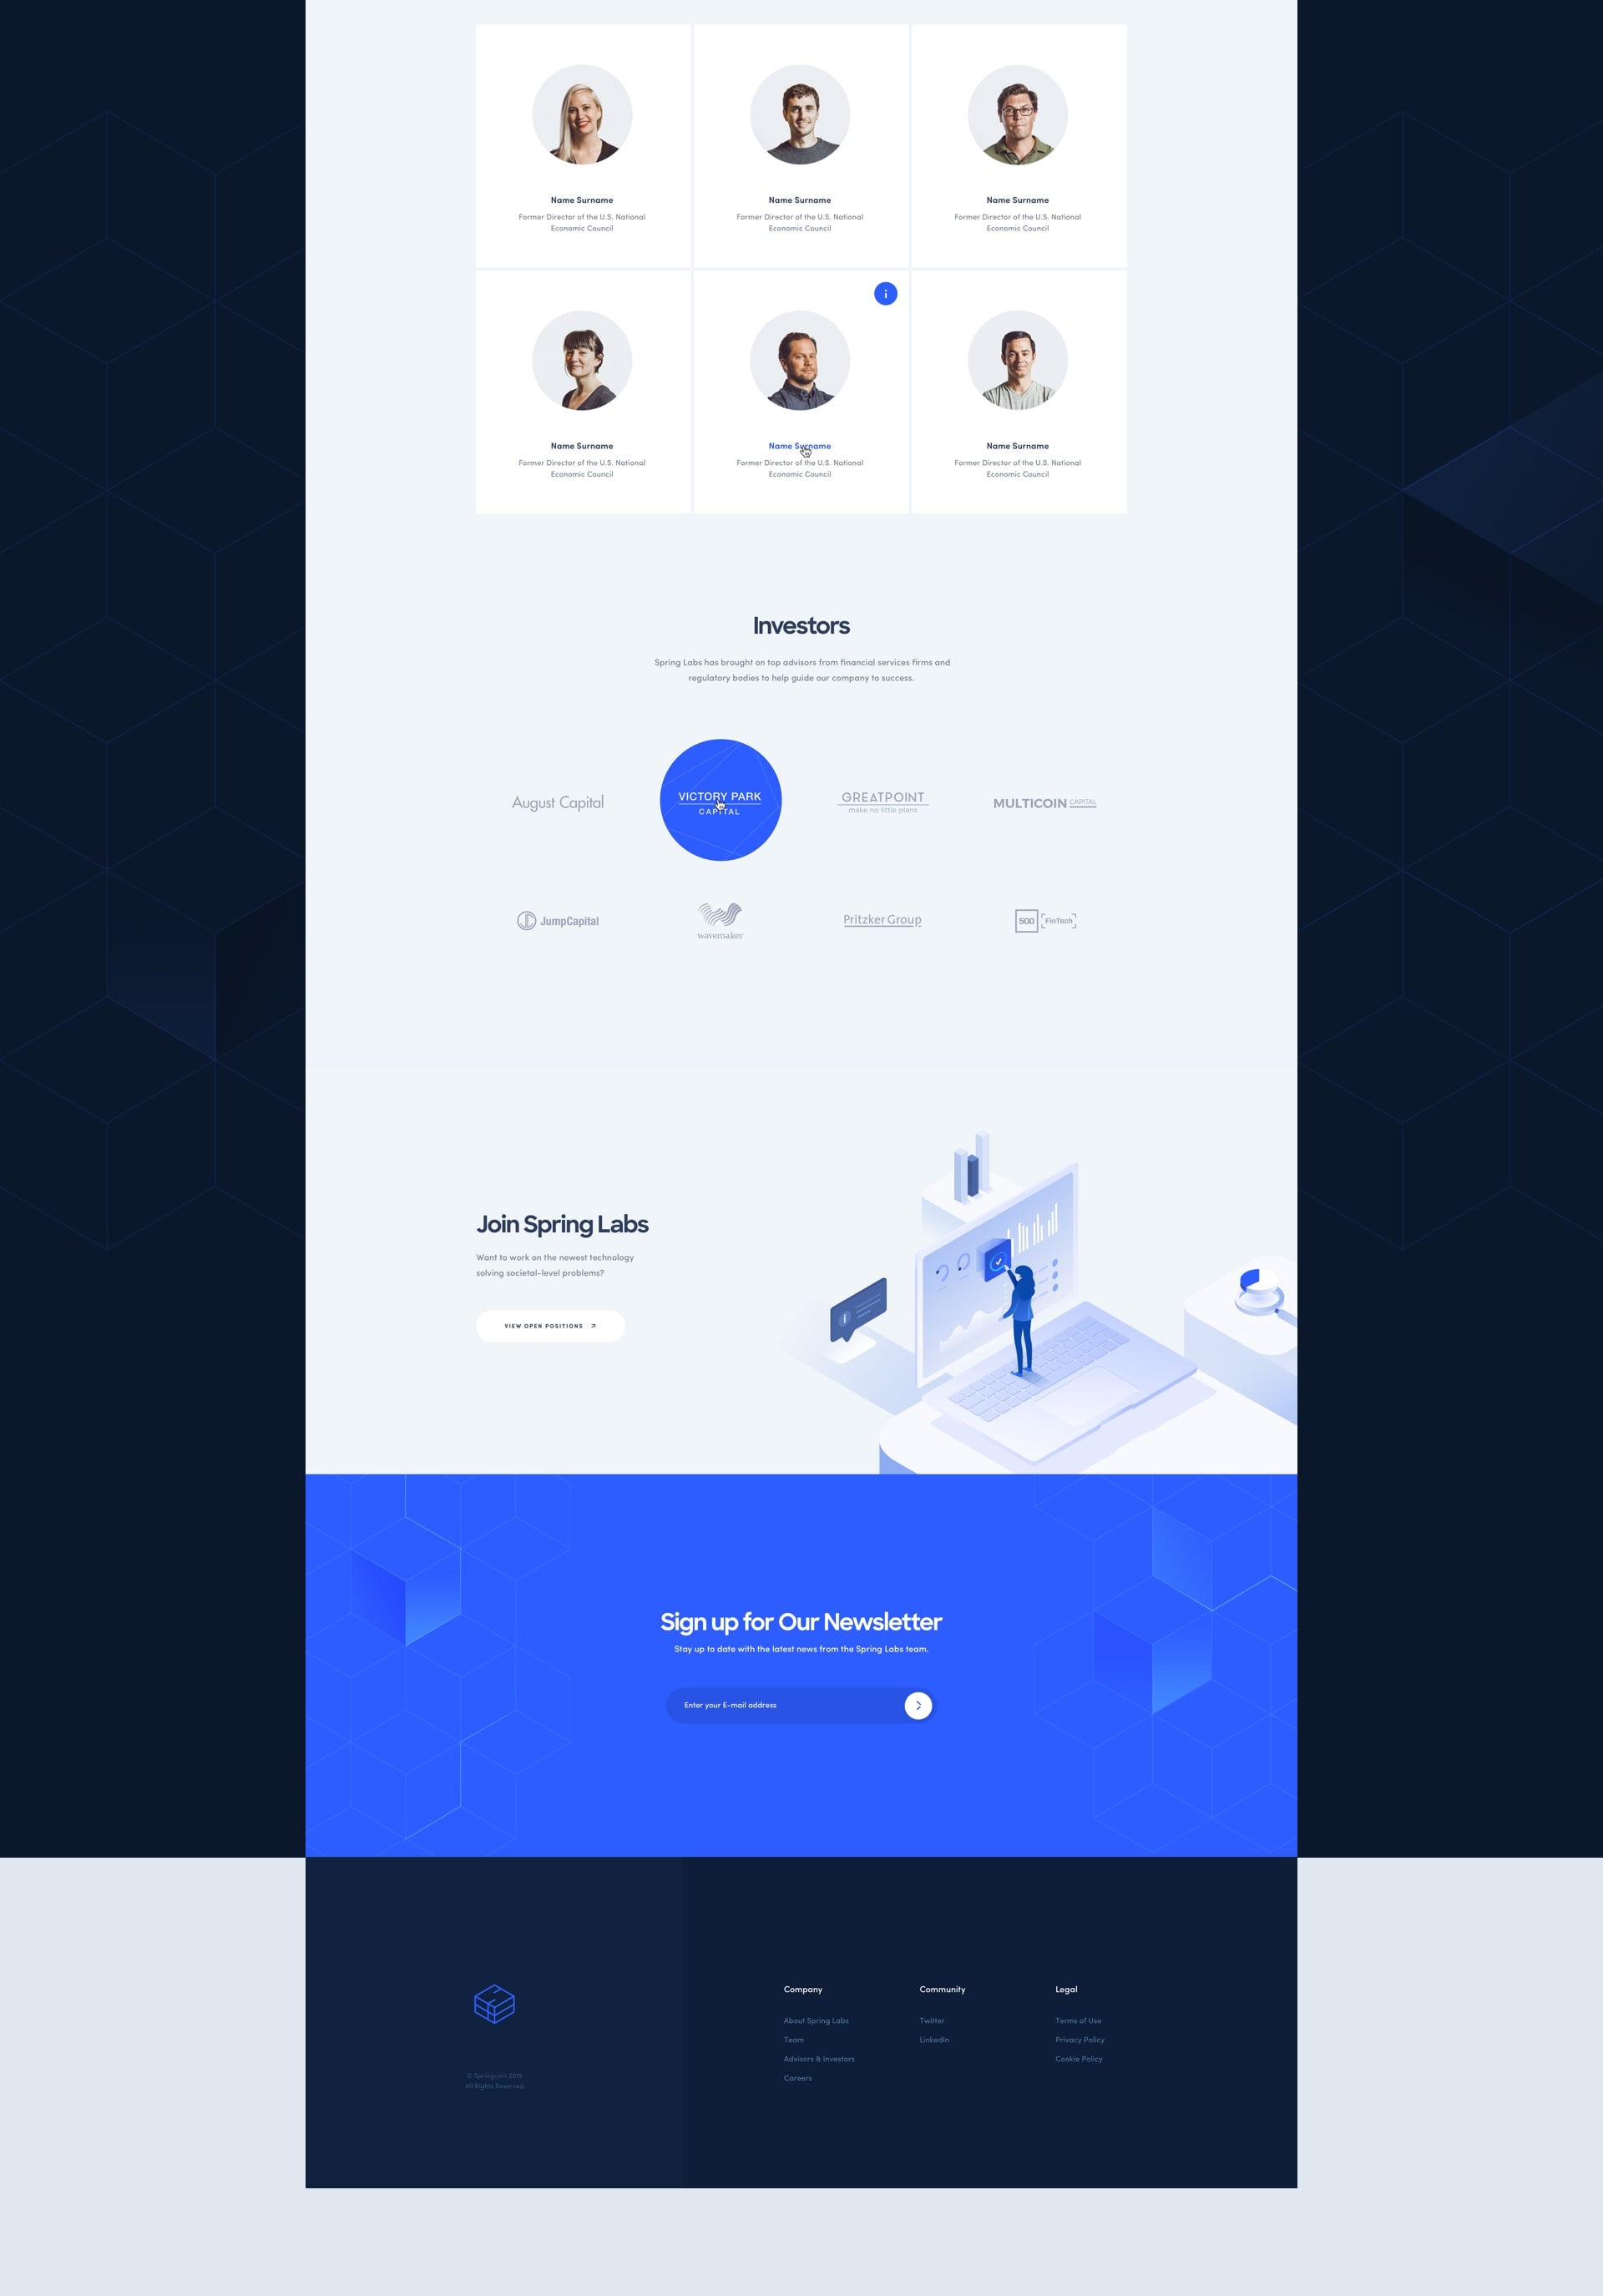 Name Surname
Former Director of the U.S. National
Economic Council
Name Surname
Former Director of the U.S. National
Economic Council
Name Surname
Former Director of the U.S. National
Economic Council
i
Name Surname
Former Director of the U.S. National
Economic Council
Name Surname
Former Director of the U.S. National
Economic Council
Name Surname
Former Director of the U.S. National
Economic Council
Investors
Spring Labs has brought on top advisors from financial services firms and
regulatory bodies to help guide our company to success.
August Capital
VICTORY PARK
CAPITAL
GREATPOINT
make no little plans
MULTICOIN CAPITAL
JumpCapital
wavemaker
Pritzker Group
500 FinTech
Join Spring Labs
Want to work on the newest technology
solving societal-level problems?
VIEW OPEN POSITIONS
i
Sign up for Our Newsletter
Stay up to date with the latest news from the Spring Labs team.
Enter your E-mail address
Company
About Spring Labs
Team
Advisors & Investors
Careers
Community
Twitter
LinkedIn
Legal
Terms of Use
Privacy Policy
Cookie Policy
© Springcoin 2019
All Rights Reserved.